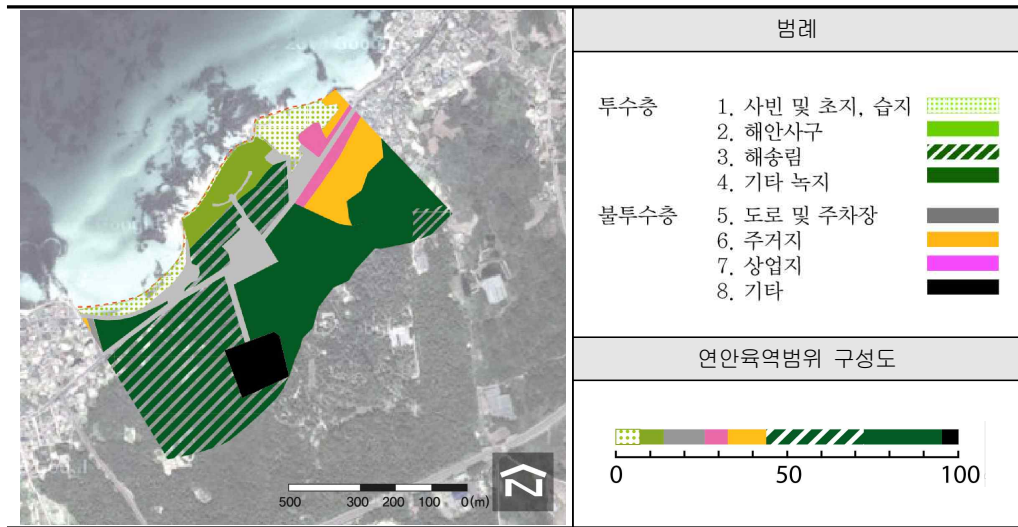 범례
투수층 1. 사빈 및 초지, 습지
2. 해안사구
3. 해송림
4. 기타 녹지
불투수층 5. 도로 및 주차장
6. 주거지
7. 상업지
8. 기타
연안육역범위 구성도
0 50 100
500 300 200 100 0(m)
N